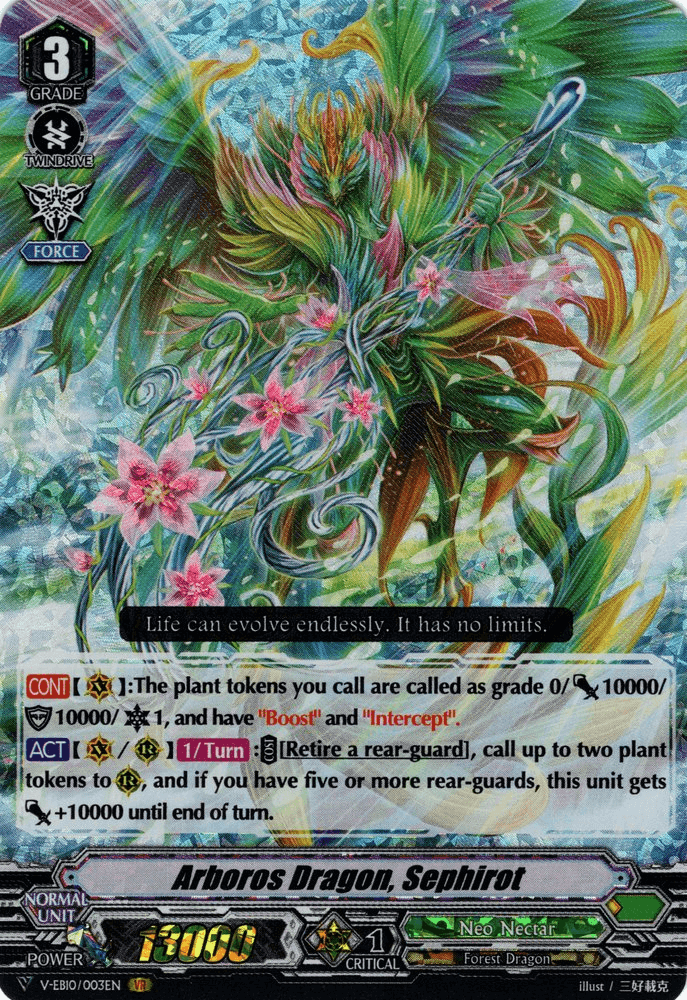 3
GRADE
TWINDRIVE
FORCE
Life can evolve endlessly. It has no limits.
CONT【 】:The plant tokens you call are called as grade 0/ 10000/
10000/ 1, and have "Boost" and "Intercept".
ACT【 / R 】1/Turn :COST[Retire a rear-guard], call up to two plant
tokens to R, and if you have five or more rear-guards, this unit gets
+10000 until end of turn.
Arboros Dragon, Sephirot
NORMAL
UNIT
POWER
13000
1
CRITICAL
Neo Nectar
Forest Dragon
V-EB10/003EN VR
illust / 三好載克